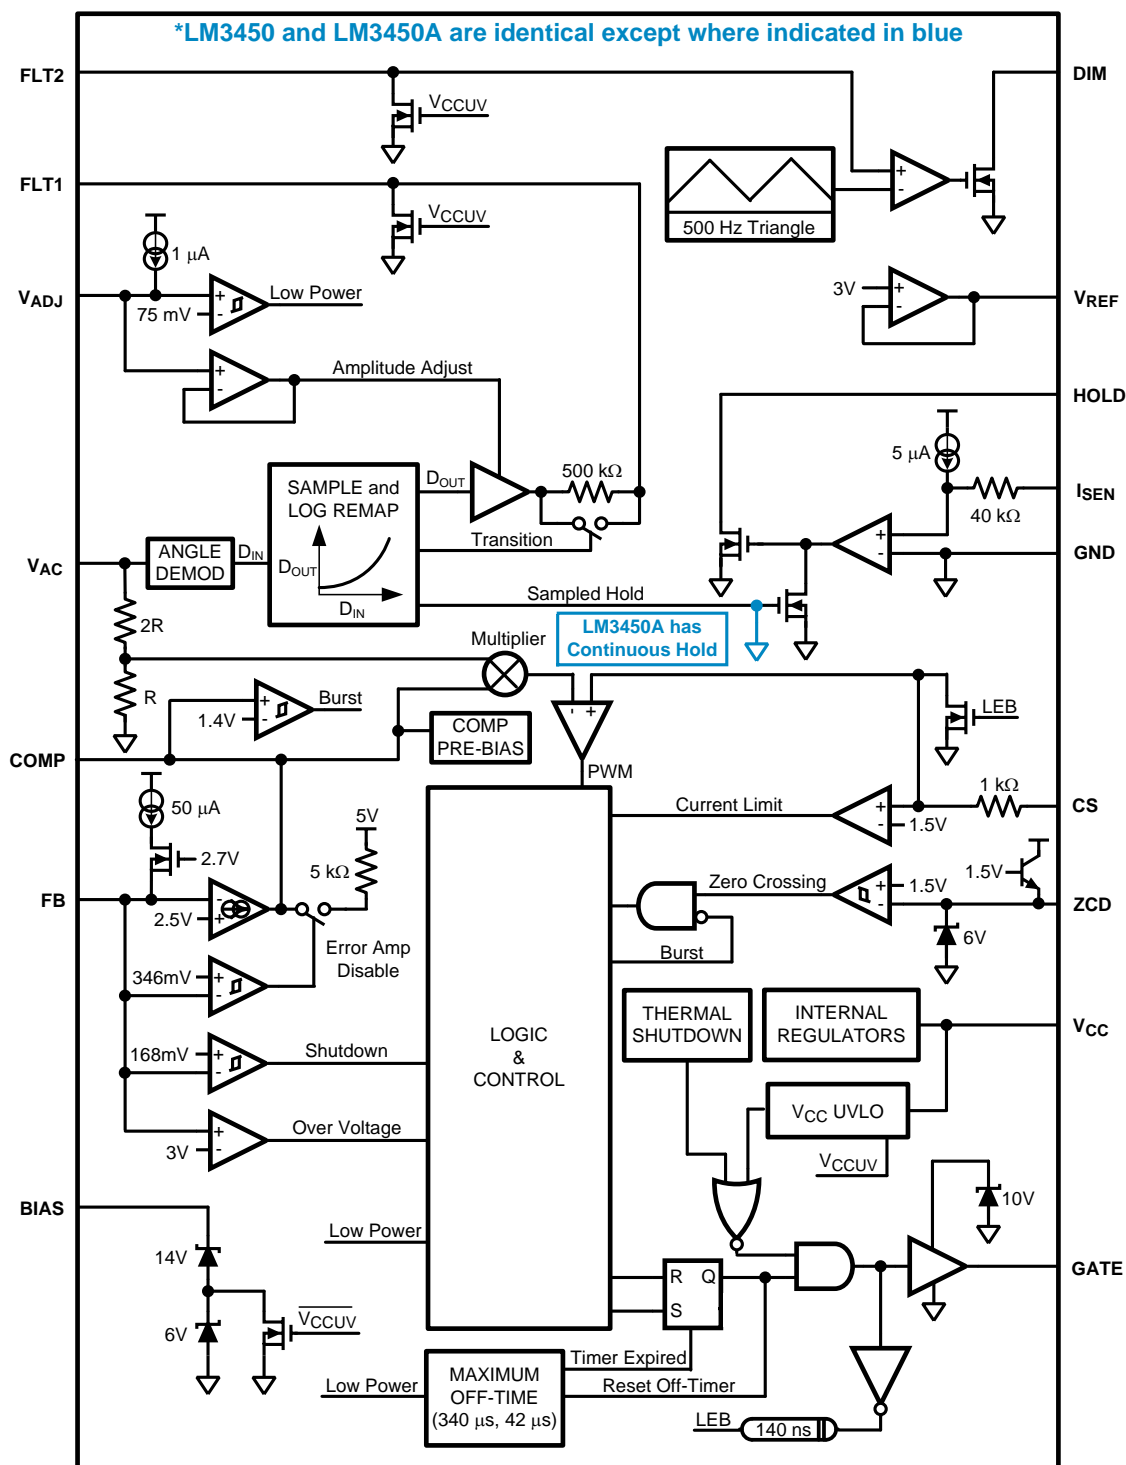 *LM3450 and LM3450A are identical except where indicated in blue
FLT2
DIM
VCCUV
+
-
500 Hz Triangle
FLT1
VCCUV
1 μA
VADJ
+
-
75 mV
Low Power
3V
+
-
VREF
+
-
Amplitude Adjust
HOLD
5 μA
ISEN
40 kΩ
+
-
GND
SAMPLE and
LOG REMAP
DOUT
DIN
DOUT
500 kΩ
Transition
Sampled Hold
VAC
ANGLE
DEMOD
DIN
LM3450A has
Continuous Hold
2R
R
Multiplier
+
-
1.4V
Burst
COMP
PRE-BIAS
- +
PWM
LEB
COMP
50 μA
2.7V
5V
5 kΩ
Current Limit
+
-
1.5V
1 kΩ
CS
FB
-
+
2.5V
Error Amp
Disable
Zero Crossing
+
-
1.5V
1.5V
ZCD
6V
Burst
346mV
+
-
168mV
+
-
Shutdown
3V
+
-
Over Voltage
LOGIC
&
CONTROL
THERMAL
SHUTDOWN
INTERNAL
REGULATORS
VCC
VCC UVLO
VCCUV
BIAS
14V
6V
VCCUV
Low Power
10V
R Q
S
GATE
Timer Expired
Reset Off-Timer
Low Power
MAXIMUM
OFF-TIME
(340 μs, 42 μs)
LEB
140 ns